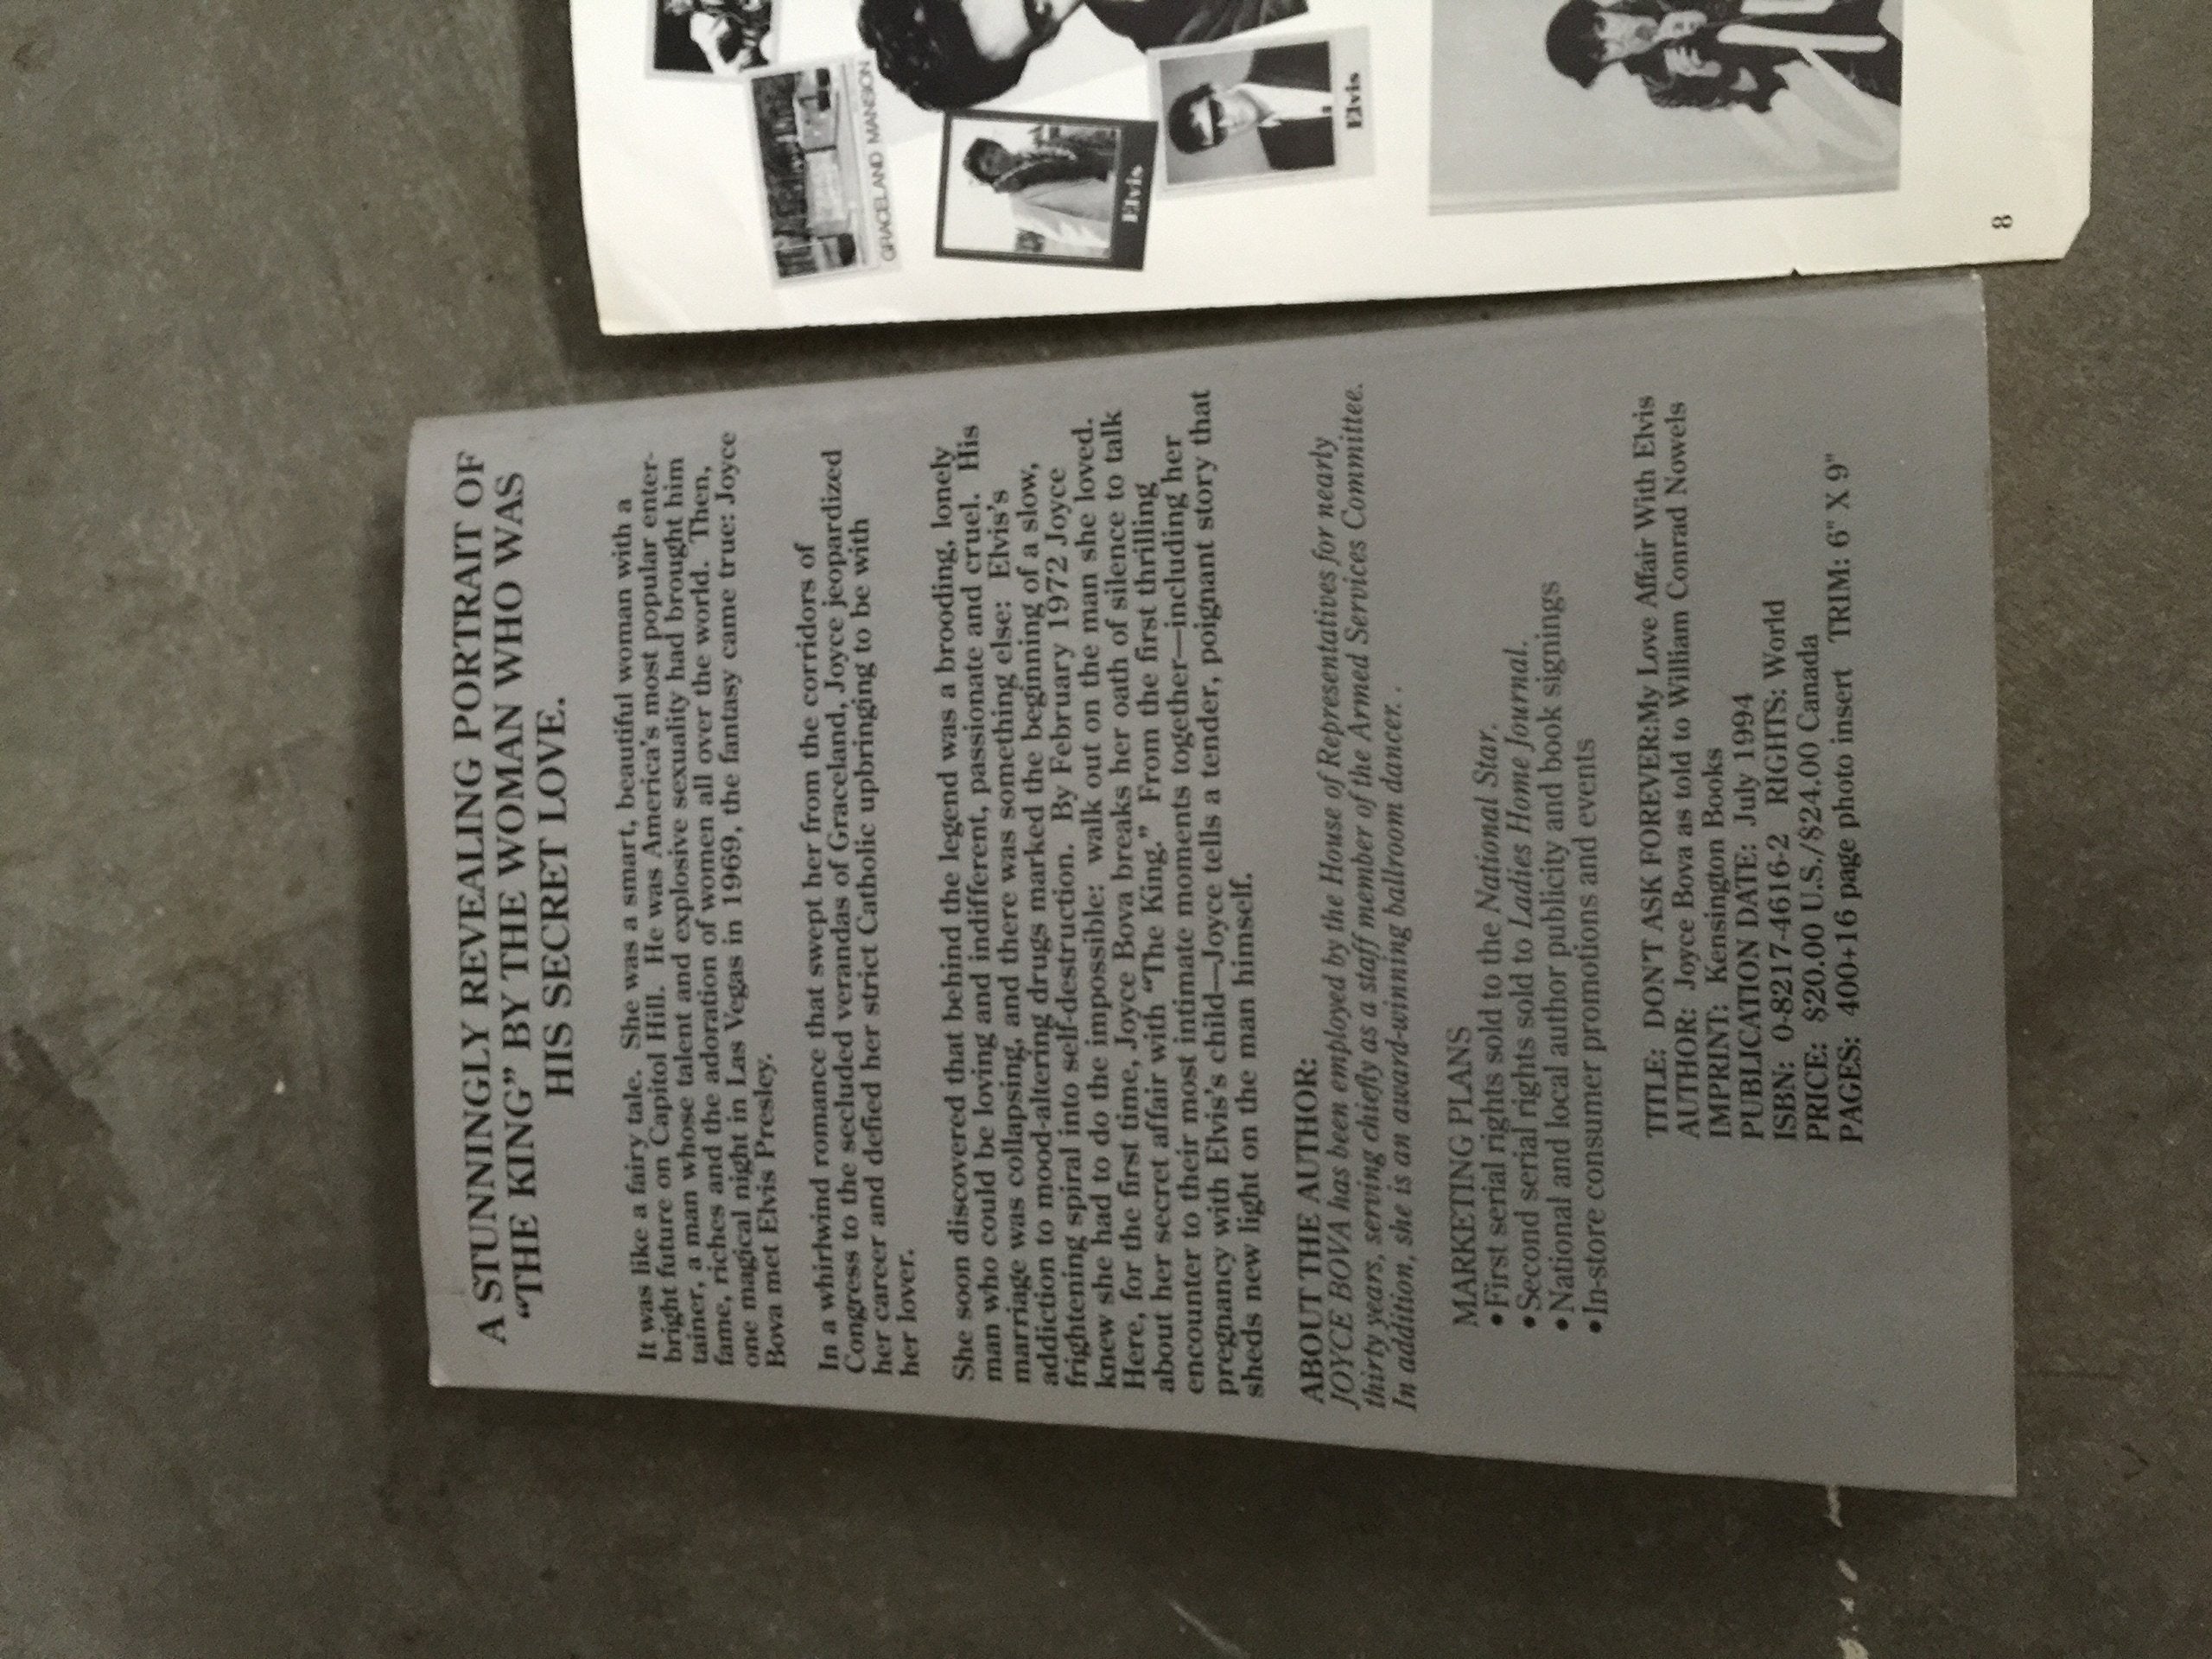 A STUNNINGLY REVEALING PORTRAIT OF
"THE KING" BY THE WOMAN WHO WAS
HIS SECRET LOVE.
It was like a fairy tale. She was a smart, beautiful woman with a
bright future on Capitol Hill. He was America's most popular enter-
tainer, a man whose talent and explosive sexuality had brought him
fame, riches and the adoration of women all over the world. Then,
one magical night in Las Vegas in 1969, the fantasy came true: Joyce
Bova met Elvis Presley.
In a whirlwind romance that swept her from the corridors of
Congress to the secluded verandas of Graceland, Joyce jeopardized
her career and defied her strict Catholic upbringing to be with
her lover.
She soon discovered that behind the legend was a brooding, lonely
man who could be loving and indifferent, passionate and cruel. His
marriage was collapsing, and there was something else: Elvis's
addiction to mood-altering drugs marked the beginning of a slow,
frightening spiral into self-destruction. By February 1972 Joyce
knew she had to do the impossible: walk out on the man she loved.
Here, for the first time, Joyce Bova breaks her oath of silence to talk
about her secret affair with "The King." From the first thrilling
encounter to their most intimate moments together—including her
pregnancy with Elvis's child—Joyce tells a tender, poignant story that
sheds new light on the man himself.
ABOUT THE AUTHOR:
JOYCE BOVA has been employed by the House of Representatives for nearly
thirty years, serving chiefly as a staff member of the Armed Services Committee.
In addition, she is an award-winning ballroom dancer. .
MARKETING PLANS
• First serial rights sold to the National Star.
• Second serial rights sold to Ladies Home Journal.
• National and local author publicity and book signings
• In-store consumer promotions and events
TITLE: DON'T ASK FOREVER:My Love Affair With Elvis
AUTHOR: Joyce Bova as told to William Conrad Nowels
IMPRINT: Kensington Books
PUBLICATION DATE: July 1994
ISBN: 0-8217-4616-2 RIGHTS: World
PRICE: $20.00 U.S./$24.00 Canada
PAGES: 400+16 page photo insert TRIM: 6" X 9"
GRACELAND MANSION
Elvis
Elvis
8